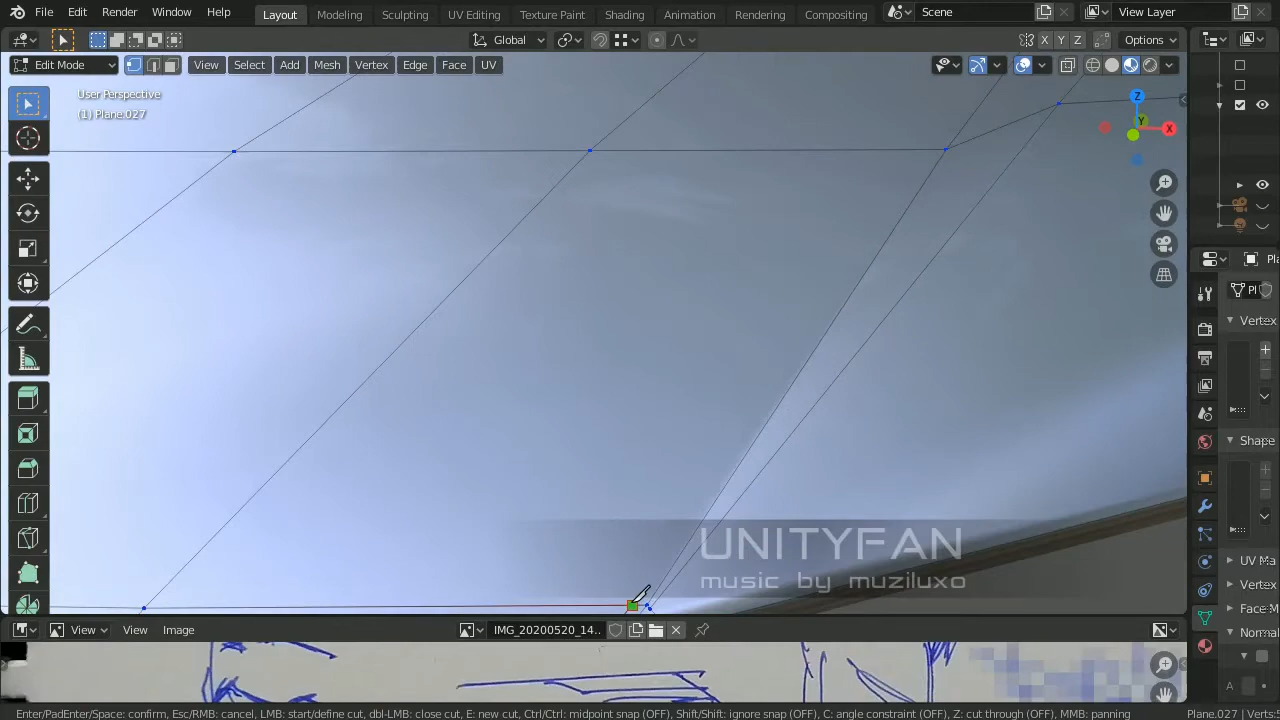 File Edit Render Window Help Layout Modeling Sculpting UV Editing Texture Paint Shading Animation Rendering Compositing Scene View Layer
Global X Y Z Options
Edit Mode View Select Add Mesh Vertex Edge Face UV
User Perspective
(1) Plane.027
Z
Y
X
Pl
Vertex
Shape
UNITYFAN
music by muziluxo
UV Ma
Vertex
Face M
Normal
View View Image IMG_20200520_14..
A
Enter/PadEnter/Space: confirm, Esc/RMB: cancel, LMB: start/define cut, dbl-LMB: close cut, E: new cut, Ctrl/Ctrl: midpoint snap (OFF), Shift/Shift: ignore snap (OFF), C: angle constraint (OFF), Z: cut through (OFF), MMB: panning Plane.027 | Verts: